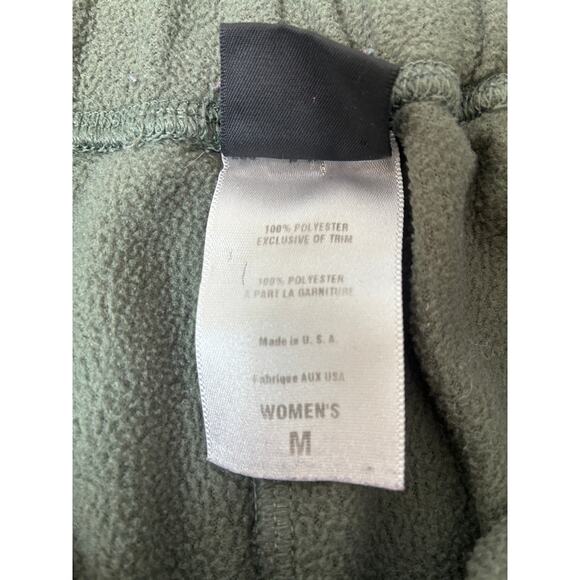 100% POLYESTER
EXCLUSIVE OF TRIM
100% POLYESTER
A PART LA GARNITURE
Made in U. S. A.
Fabrique AUX USA
WOMEN'S
M